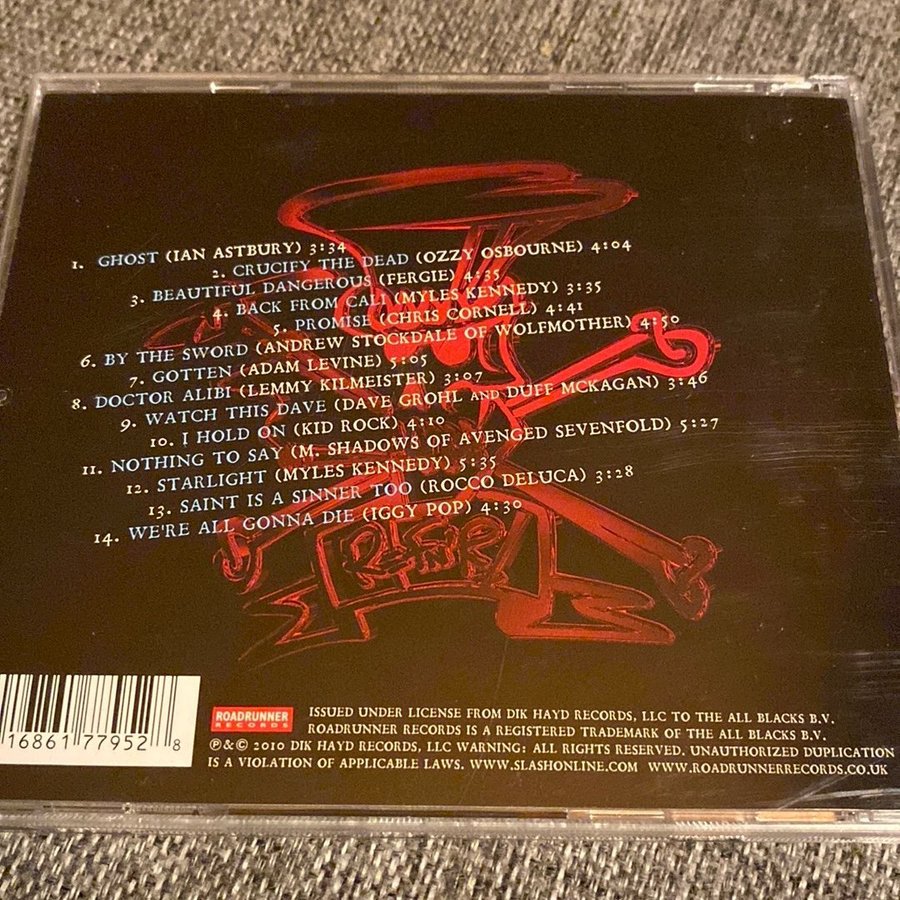 1. GHOST (IAN ASTBURY) 3:34
2. CRUCIFY THE DEAD (OZZY OSBOURNE) 4:04
3. BEAUTIFUL DANGEROUS (FERGIE) 4:35
4. BACK FROM CALI (MYLES KENNEDY) 3:35
5. PROMISE (CHRIS CORNELL) 4:41
6. BY THE SWORD (ANDREW STOCKDALE OF WOLFMOTHER) 4:50
7. GOTTEN (ADAM LEVINE) 5:05
8. DOCTOR ALIBI (LEMMY KILMEISTER) 3:07
9. WATCH THIS DAVE (DAVE GROHL AND DUFF MCKAGAN) 3:46
10. I HOLD ON (KID ROCK) 4:10
11. NOTHING TO SAY (M. SHADOWS OF AVENGED SEVENFOLD) 5:27
12. STARLIGHT (MYLES KENNEDY) 5:35
13. SAINT IS A SINNER TOO (ROCCO DELUCA) 3:28
14. WE'RE ALL GONNA DIE (IGGY POP) 4:30
16861 77952 8
ROADRUNNER
RECORDS
ISSUED UNDER LICENSE FROM DIK HAYD RECORDS, LLC TO THE ALL BLACKS B.V.
ROADRUNNER RECORDS IS A REGISTERED TRADEMARK OF THE ALL BLACKS B.V.
℗&© 2010 DIK HAYD RECORDS, LLC WARNING: ALL RIGHTS RESERVED. UNAUTHORIZED DUPLICATION
IS A VIOLATION OF APPLICABLE LAWS. WWW.SLASHONLINE.COM WWW.ROADRUNNERRECORDS.CO.UK